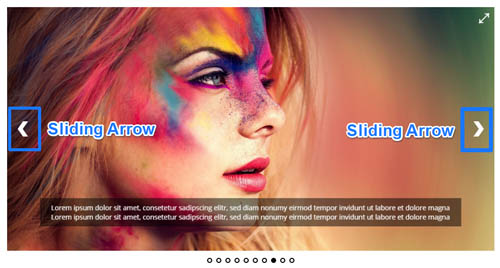 Sliding Arrow
Sliding Arrow
Lorem ipsum dolor sit amet, consetetur sadipscing elitr, sed diam nonumy eirmod tempor invidunt ut labore et dolore magna
Lorem ipsum dolor sit amet, consetetur sadipscing elitr, sed diam nonumy eirmod tempor invidunt ut labore et dolore magna